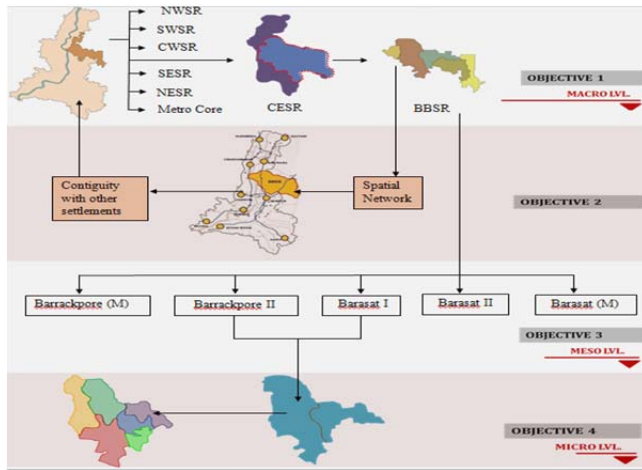 NWSR
SWSR
CWSR
SESR
NESR
Metro Core
CESR
BBSR
OBJECTIVE 1
MACRO LVL.
Contiguity
with other
settlements
Spatial
Network
OBJECTIVE 2
Barrackpore (M)
Barrackpore II
Barasat I
Barasat II
Barasat (M)
OBJECTIVE 3
MESO LVL.
OBJECTIVE 4
MICRO LVL.